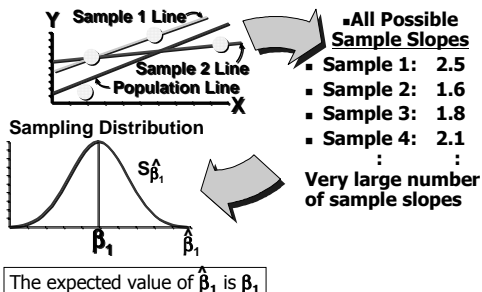 Y
Sample 1 Line
Sample 2 Line
Population Line
X
▪All Possible
Sample Slopes
▪ Sample 1: 2.5
▪ Sample 2: 1.6
▪ Sample 3: 1.8
▪ Sample 4: 2.1
: :
Very large number
of sample slopes
Sampling Distribution
S β̂₁
β₁
β̂₁
The expected value of β̂₁ is β₁